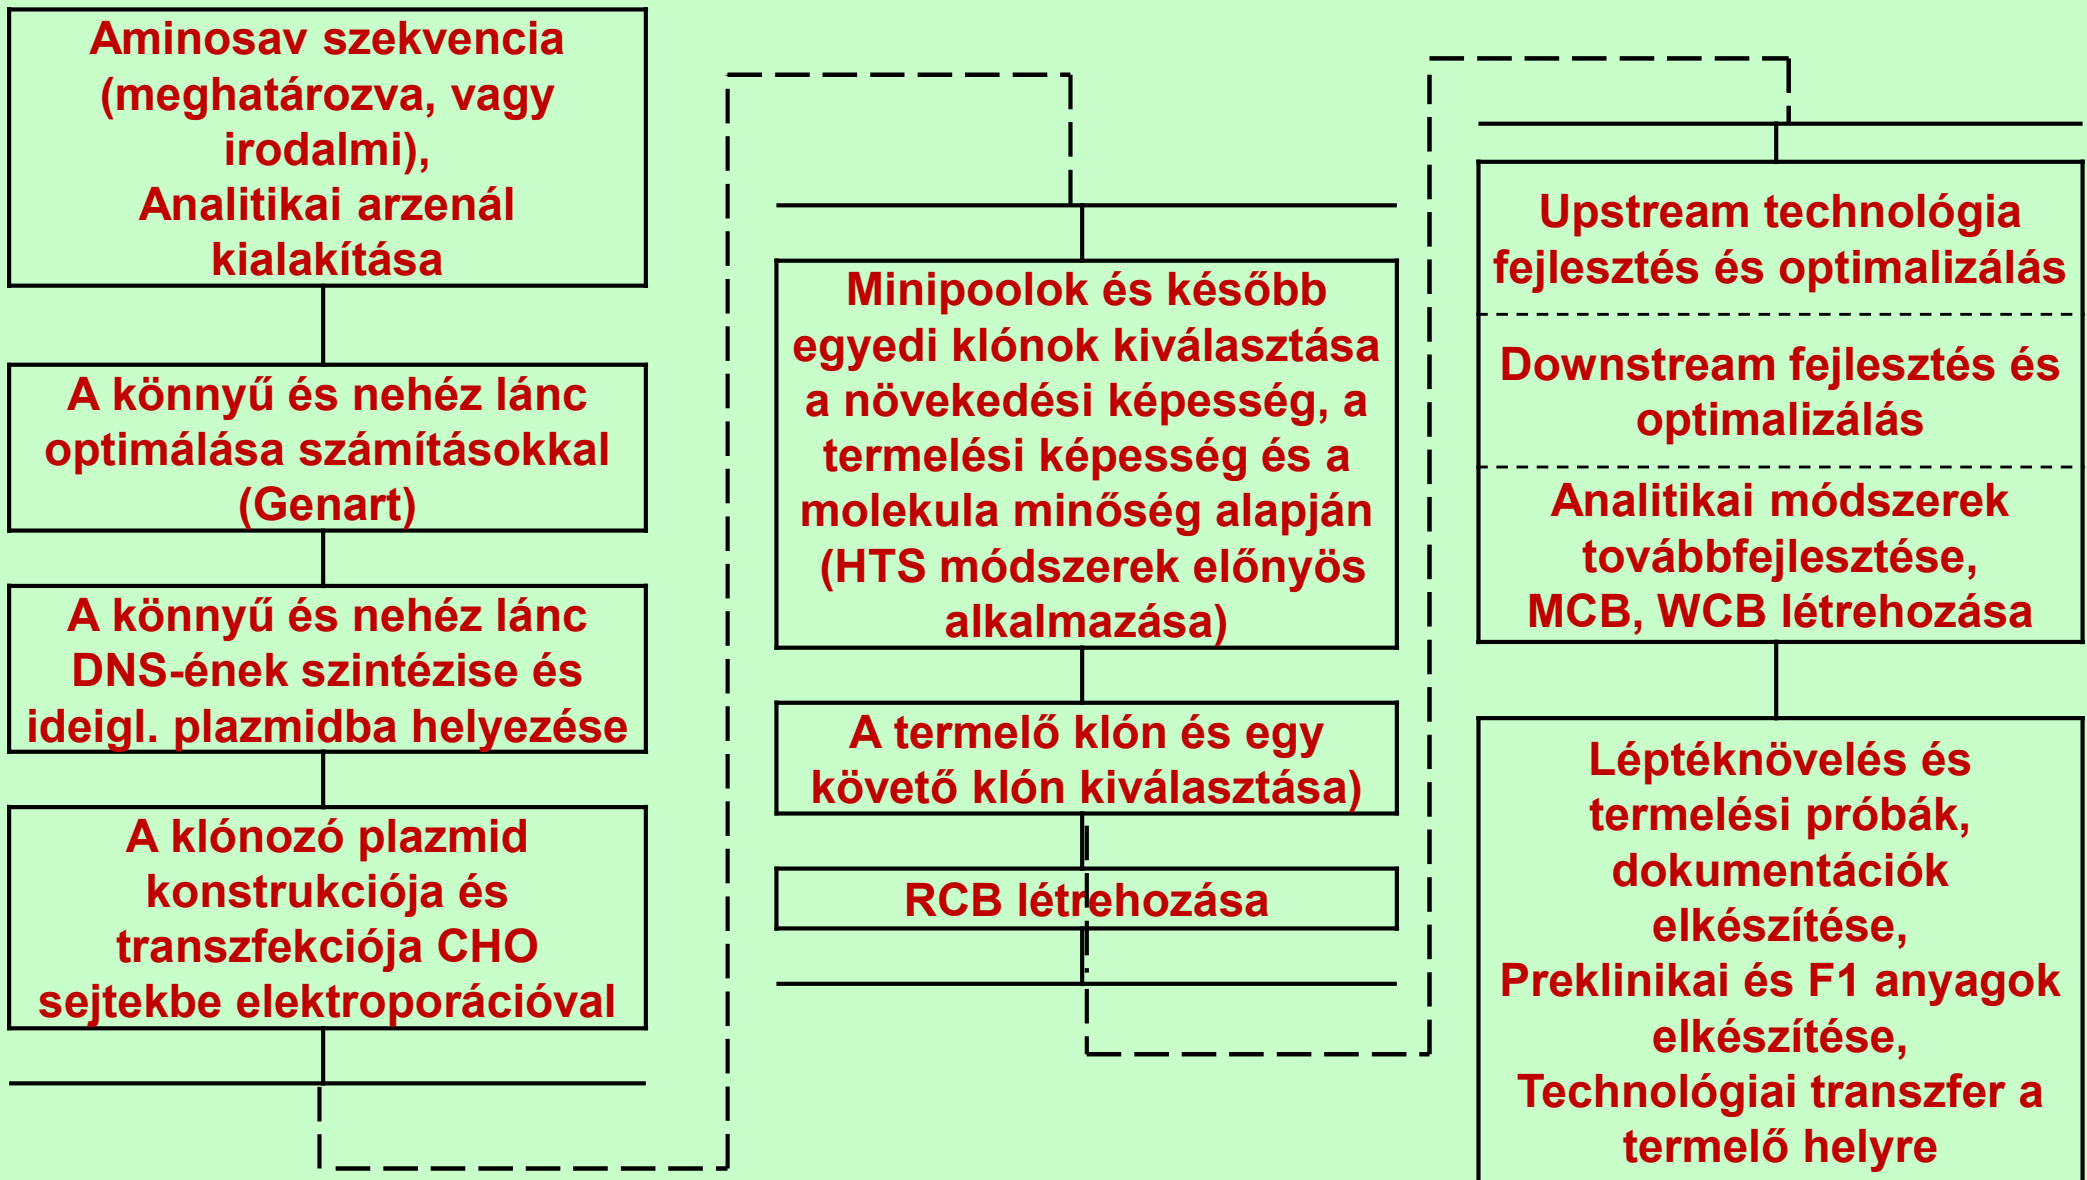 Aminosav szekvencia
(meghatározva, vagy
irodalmi),
Analitikai arzenál
kialakítása
A könnyű és nehéz lánc
optimálása számításokkal
(Genart)
A könnyű és nehéz lánc
DNS-ének szintézise és
ideigl. plazmidba helyezése
A klónozó plazmid
konstrukciója és
transzfekciója CHO
sejtekbe elektroporációval
Minipoolok és később
egyedi klónok kiválasztása
a növekedési képesség, a
termelési képesség és a
molekula minőség alapján
(HTS módszerek előnyös
alkalmazása)
A termelő klón és egy
követő klón kiválasztása)
RCB létrehozása
Upstream technológia
fejlesztés és optimalizálás
Downstream fejlesztés és
optimalizálás
Analitikai módszerek
továbbfejlesztése,
MCB, WCB létrehozása
Léptéknövelés és
termelési próbák,
dokumentációk
elkészítése,
Preklinikai és F1 anyagok
elkészítése,
Technológiai transzfer a
termelő helyre